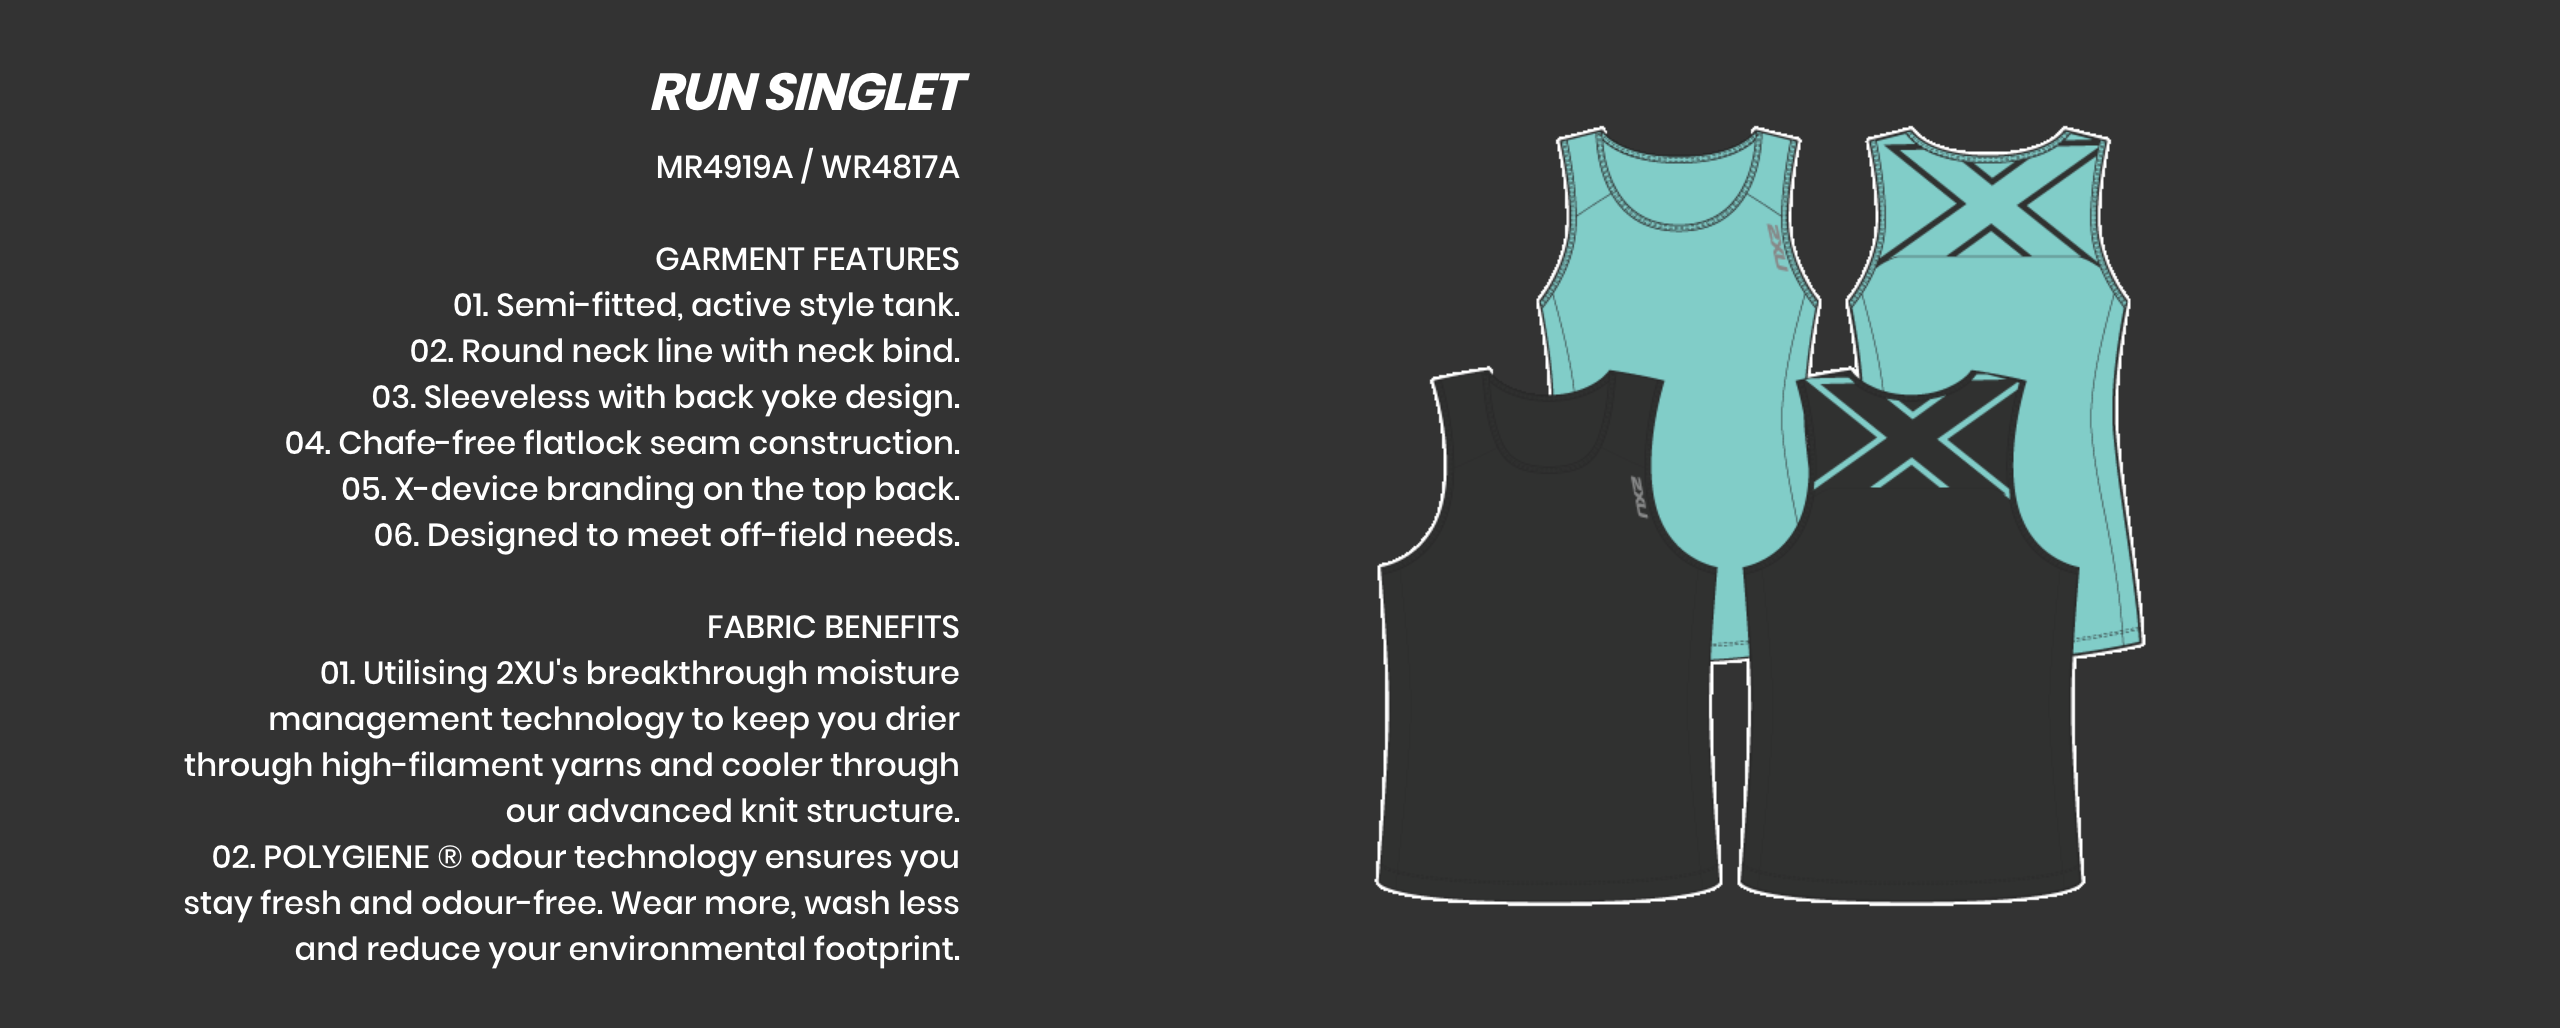 RUN SINGLET
MR4919A / WR4817A
GARMENT FEATURES
01. Semi-fitted, active style tank.
02. Round neck line with neck bind.
03. Sleeveless with back yoke design.
04. Chafe-free flatlock seam construction.
05. X-device branding on the top back.
06. Designed to meet off-field needs.
FABRIC BENEFITS
01. Utilising 2XU's breakthrough moisture
management technology to keep you drier
through high-filament yarns and cooler through
our advanced knit structure.
02. POLYGIENE ® odour technology ensures you
stay fresh and odour-free. Wear more, wash less
and reduce your environmental footprint.
2XU
2XU